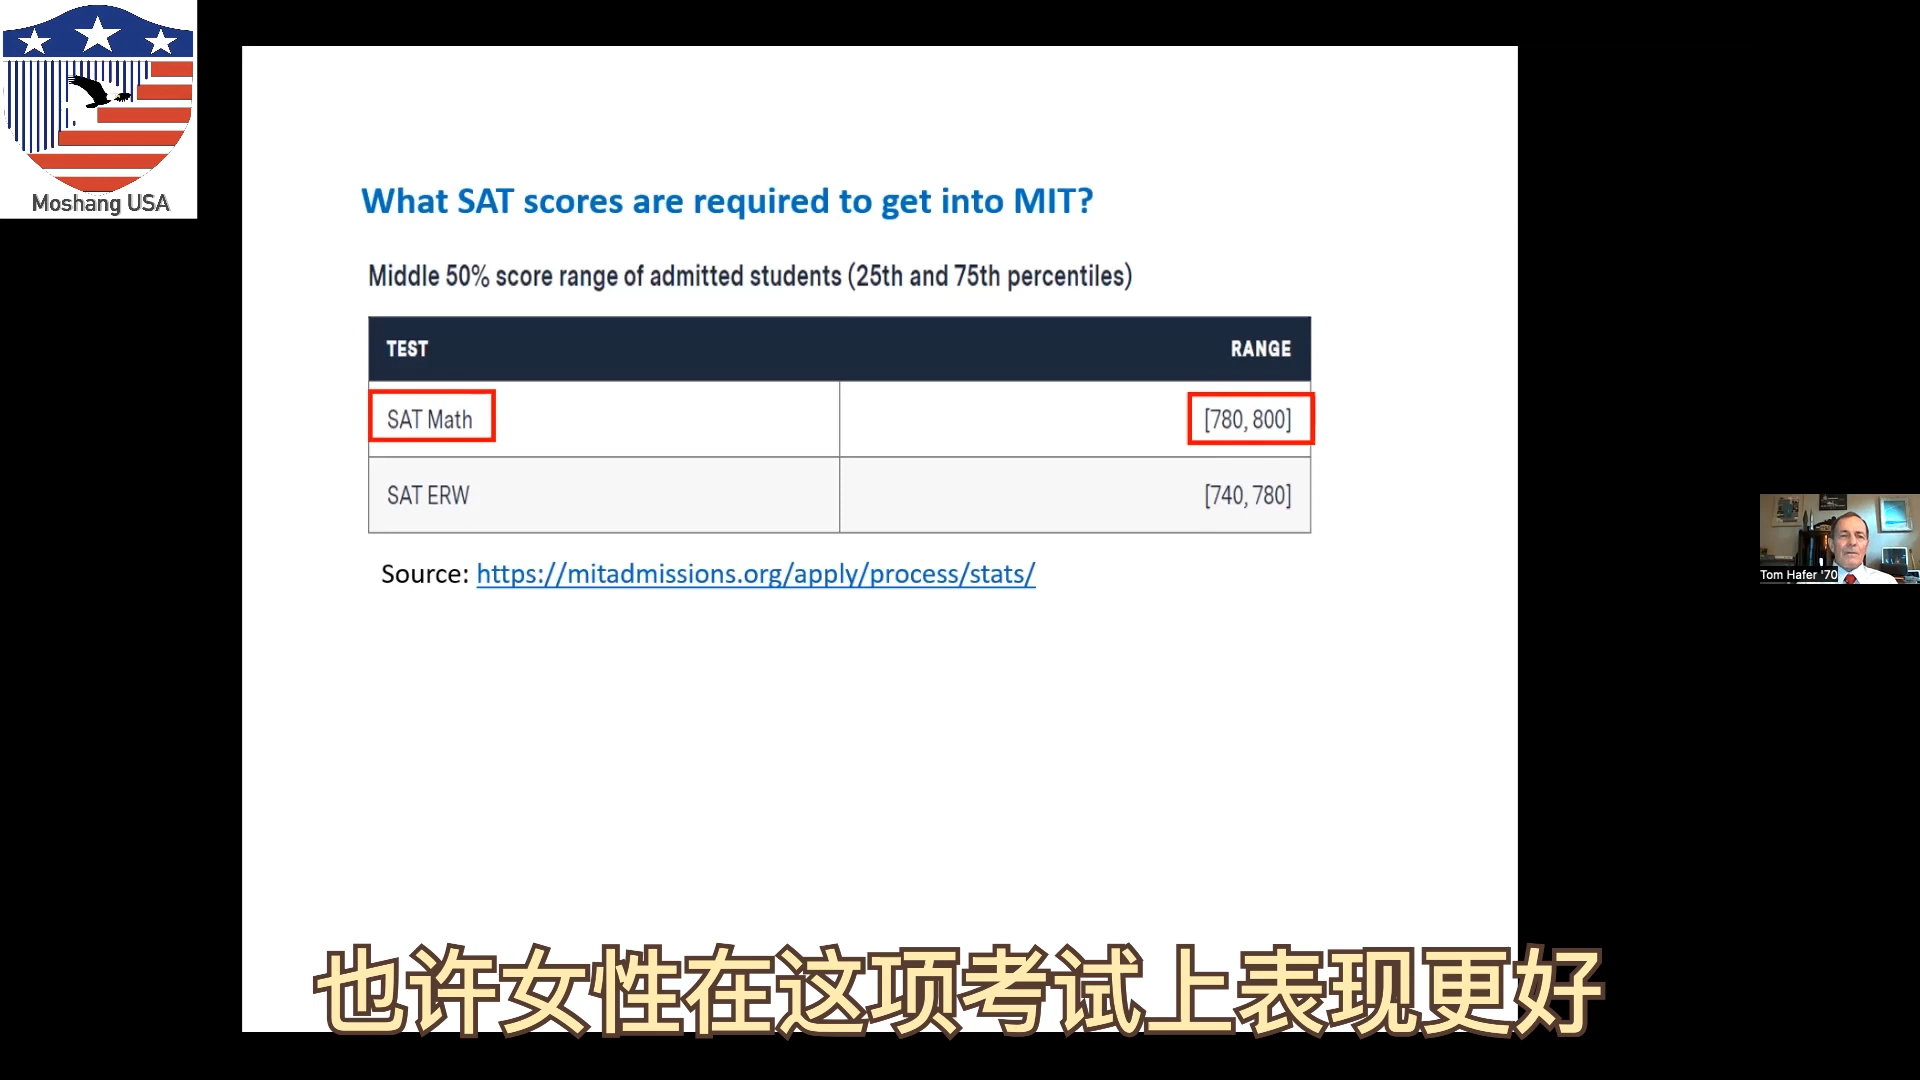 Moshang USA
What SAT scores are required to get into MIT?
Middle 50% score range of admitted students (25th and 75th percentiles)
TEST RANGE
SAT Math [780, 800]
SAT ERW [740, 780]
Source: https://mitadmissions.org/apply/process/stats/
Tom Hafer '70
也许女性在这项考试上表现更好